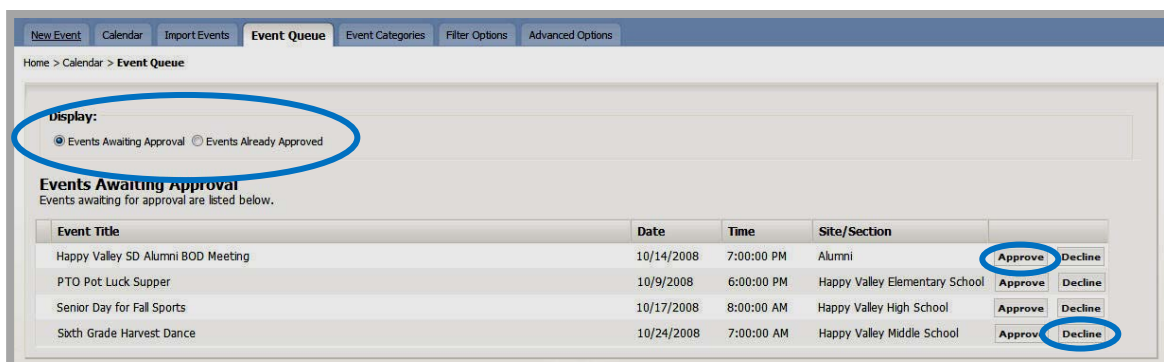 New Event Calendar Import Events Event Queue Event Categories Filter Options Advanced Options
Home > Calendar > Event Queue
Display:
Events Awaiting Approval Events Already Approved
Events Awaiting Approval
Events awaiting for approval are listed below.
Event Title Date Time Site/Section
Happy Valley SD Alumni BOD Meeting 10/14/2008 7:00:00 PM Alumni Approve Decline
PTO Pot Luck Supper 10/9/2008 6:00:00 PM Happy Valley Elementary School Approve Decline
Senior Day for Fall Sports 10/17/2008 8:00:00 AM Happy Valley High School Approve Decline
Sixth Grade Harvest Dance 10/24/2008 7:00:00 AM Happy Valley Middle School Approve Decline